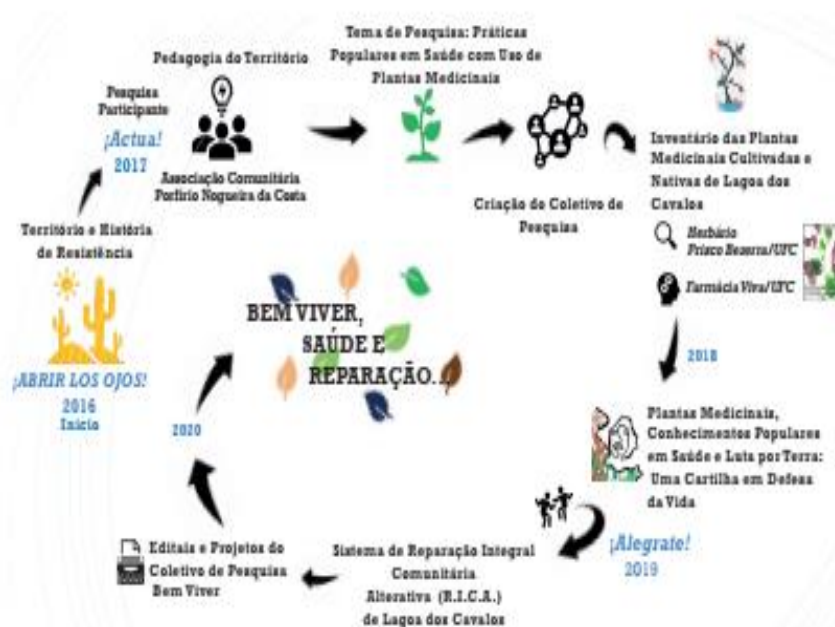 Território e História
de Resistência
¡ABRIR LOS OJOS!
2016
Início
Pesquisa
Participante
¡Actua!
2017
Pedagogia do Território
Associação Comunitária
Porfírio Nogueira da Costa
Tema de Pesquisa: Práticas
Populares em Saúde com Uso de
Plantas Medicinais
Criação do Coletivo de
Pesquisa
Inventário das Plantas
Medicinais Cultivadas e
Nativas de Lagoa dos
Cavalos
Herbário
Prisco Bezerra/UFC
Farmácia Viva/UFC
2018
Plantas Medicinais,
Conhecimentos Populares
em Saúde e Luta por Terra:
Uma Cartilha em Defesa
da Vida
¡Alegrate!
2019
Sistema de Reparação Integral
Comunitária
Alternativa (R.I.C.A.)
de Lagoa dos Cavalos
Editais e Projetos do
Coletivo de Pesquisa
Bem Viver
2020
BEM VIVER,
SAÚDE E
REPARAÇÃO...